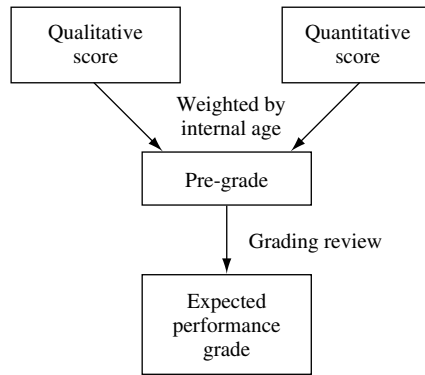 Qualitative
score
Quantitative
score
Weighted by
internal age
Pre-grade
Grading review
Expected
performance
grade